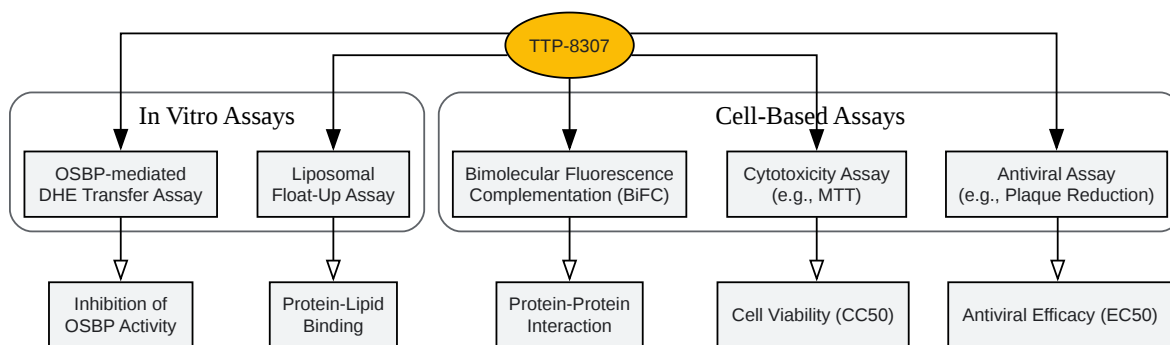 TTP-8307
In Vitro Assays
Cell-Based Assays
OSBP-mediated
DHE Transfer Assay
Liposomal
Float-Up Assay
Bimolecular Fluorescence
Complementation (BiFC)
Cytotoxicity Assay
(e.g., MTT)
Antiviral Assay
(e.g., Plaque Reduction)
Inhibition of
OSBP Activity
Protein-Lipid
Binding
Protein-Protein
Interaction
Cell Viability (CC50)
Antiviral Efficacy (EC50)